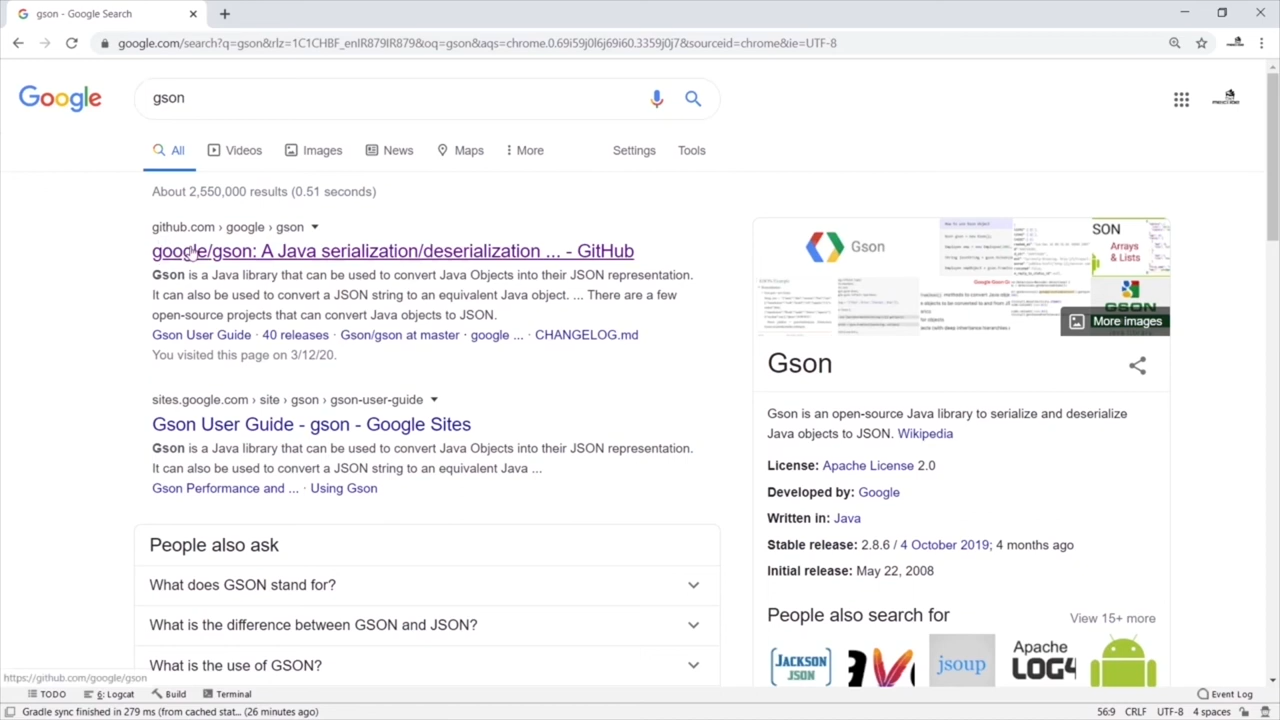 gson - Google Search
google.com/search?q=gson&rlz=1C1CHBF_enIR879IR879&oq=gson&aqs=chrome.0.69i59j0l6j69i60.3359j0j7&sourceid=chrome&ie=UTF-8
Google
gson
All Videos Images News Maps More Settings Tools
About 2,550,000 results (0.51 seconds)
github.com › google › gson
google/gson: A Java serialization/deserialization ... - GitHub
Gson is a Java library that can be used to convert Java Objects into their JSON representation.
It can also be used to convert a JSON string to an equivalent Java object. ... There are a few
open-source projects that can convert Java objects to JSON.
Gson User Guide · 40 releases · Gson/gson at master · google ... · CHANGELOG.md
You visited this page on 3/12/20.
sites.google.com › site › gson › gson-user-guide
Gson User Guide - gson - Google Sites
Gson is a Java library that can be used to convert Java Objects into their JSON representation.
It can also be used to convert a JSON string to an equivalent Java ...
Gson Performance and ... · Using Gson
People also ask
What does GSON stand for?
What is the difference between GSON and JSON?
What is the use of GSON?
Gson
SON
Arrays
& Lists
GSON
More images
Gson
Gson is an open-source Java library to serialize and deserialize
Java objects to JSON. Wikipedia
License: Apache License 2.0
Developed by: Google
Written in: Java
Stable release: 2.8.6 / 4 October 2019; 4 months ago
Initial release: May 22, 2008
People also search for
View 15+ more
JACKSON
JSON
jsoup
Apache
LOG4
https://github.com/google/gson
TODO 6: Logcat Build Terminal Event Log
Gradle sync finished in 279 ms (from cached stat... (26 minutes ago) 56:9 CRLF UTF-8 4 spaces